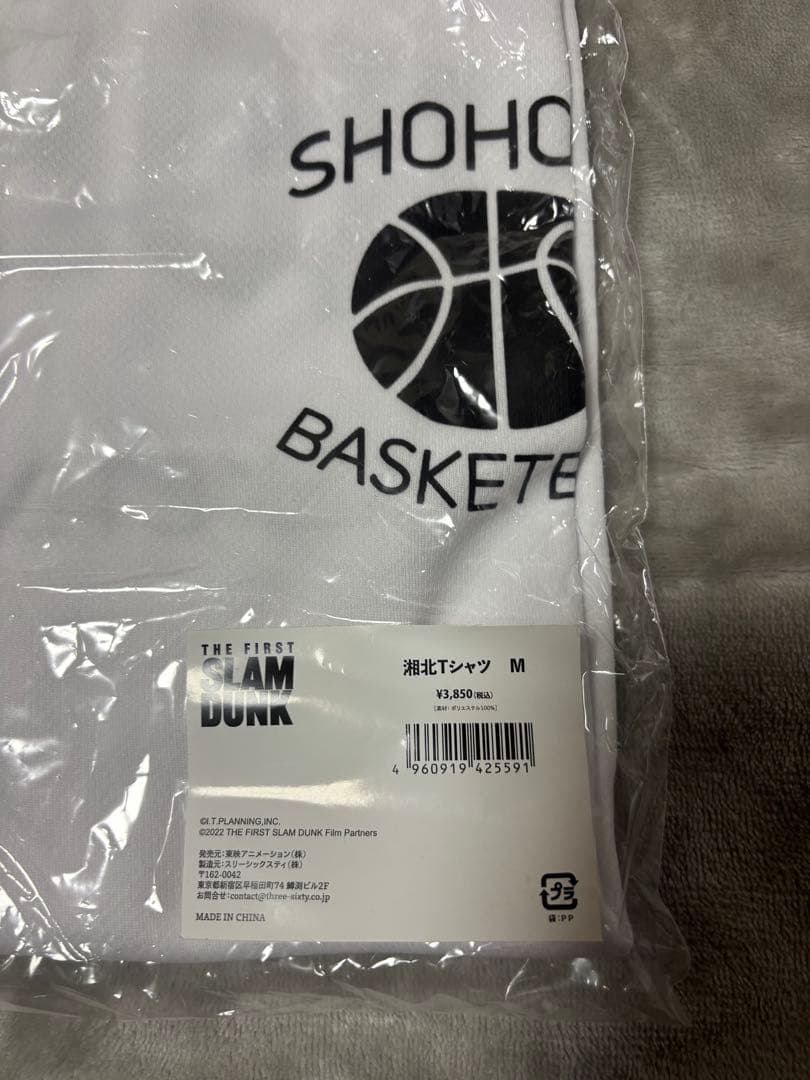 SHOHO
BASKETE
THE FIRST
SLAM
DUNK
湘北Tシャツ M
¥3,850(税込)
[素材：ポリエステル100%]
4 960919 425591
©I.T.PLANNING,INC.
©2022 THE FIRST SLAM DUNK Film Partners
発売元：東映アニメーション(株)
製造元：スリーシックスティ(株)
〒162-0042
東京都新宿区早稲田町74 鱒渕ビル2F
お問合せ：contact@three-sixty.co.jp
MADE IN CHINA
プラ
袋：PP